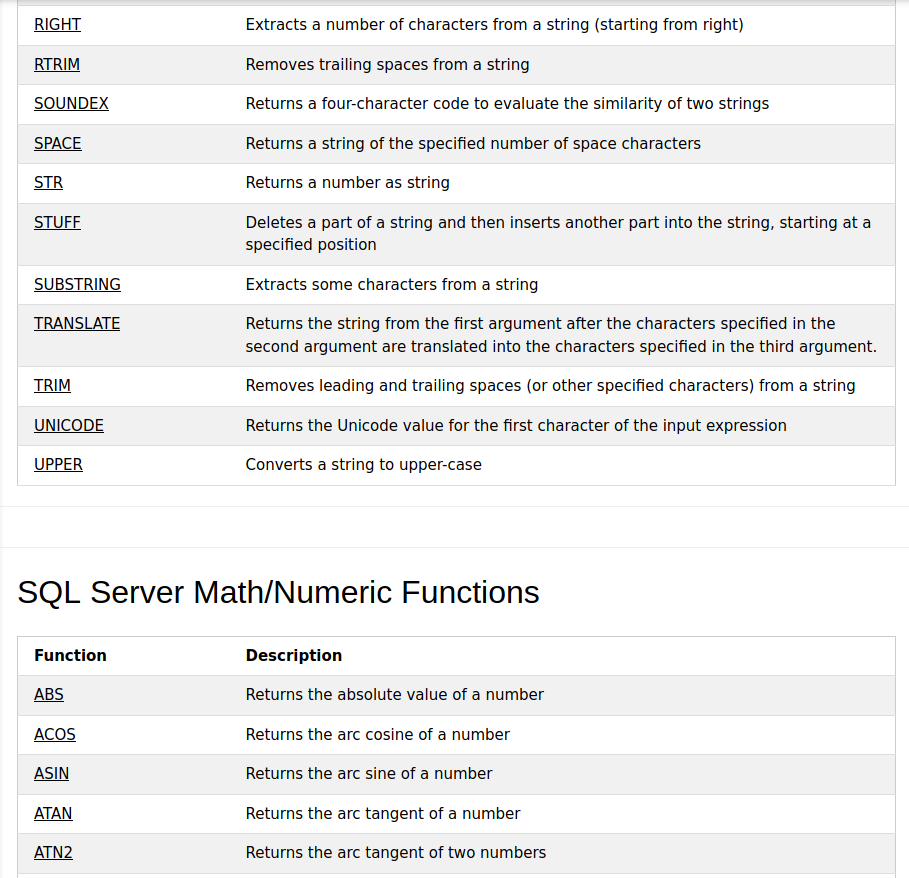 RIGHT Extracts a number of characters from a string (starting from right)
RTRIM Removes trailing spaces from a string
SOUNDEX Returns a four-character code to evaluate the similarity of two strings
SPACE Returns a string of the specified number of space characters
STR Returns a number as string
STUFF Deletes a part of a string and then inserts another part into the string, starting at a
specified position
SUBSTRING Extracts some characters from a string
TRANSLATE Returns the string from the first argument after the characters specified in the
second argument are translated into the characters specified in the third argument.
TRIM Removes leading and trailing spaces (or other specified characters) from a string
UNICODE Returns the Unicode value for the first character of the input expression
UPPER Converts a string to upper-case
SQL Server Math/Numeric Functions
Function Description
ABS Returns the absolute value of a number
ACOS Returns the arc cosine of a number
ASIN Returns the arc sine of a number
ATAN Returns the arc tangent of a number
ATN2 Returns the arc tangent of two numbers